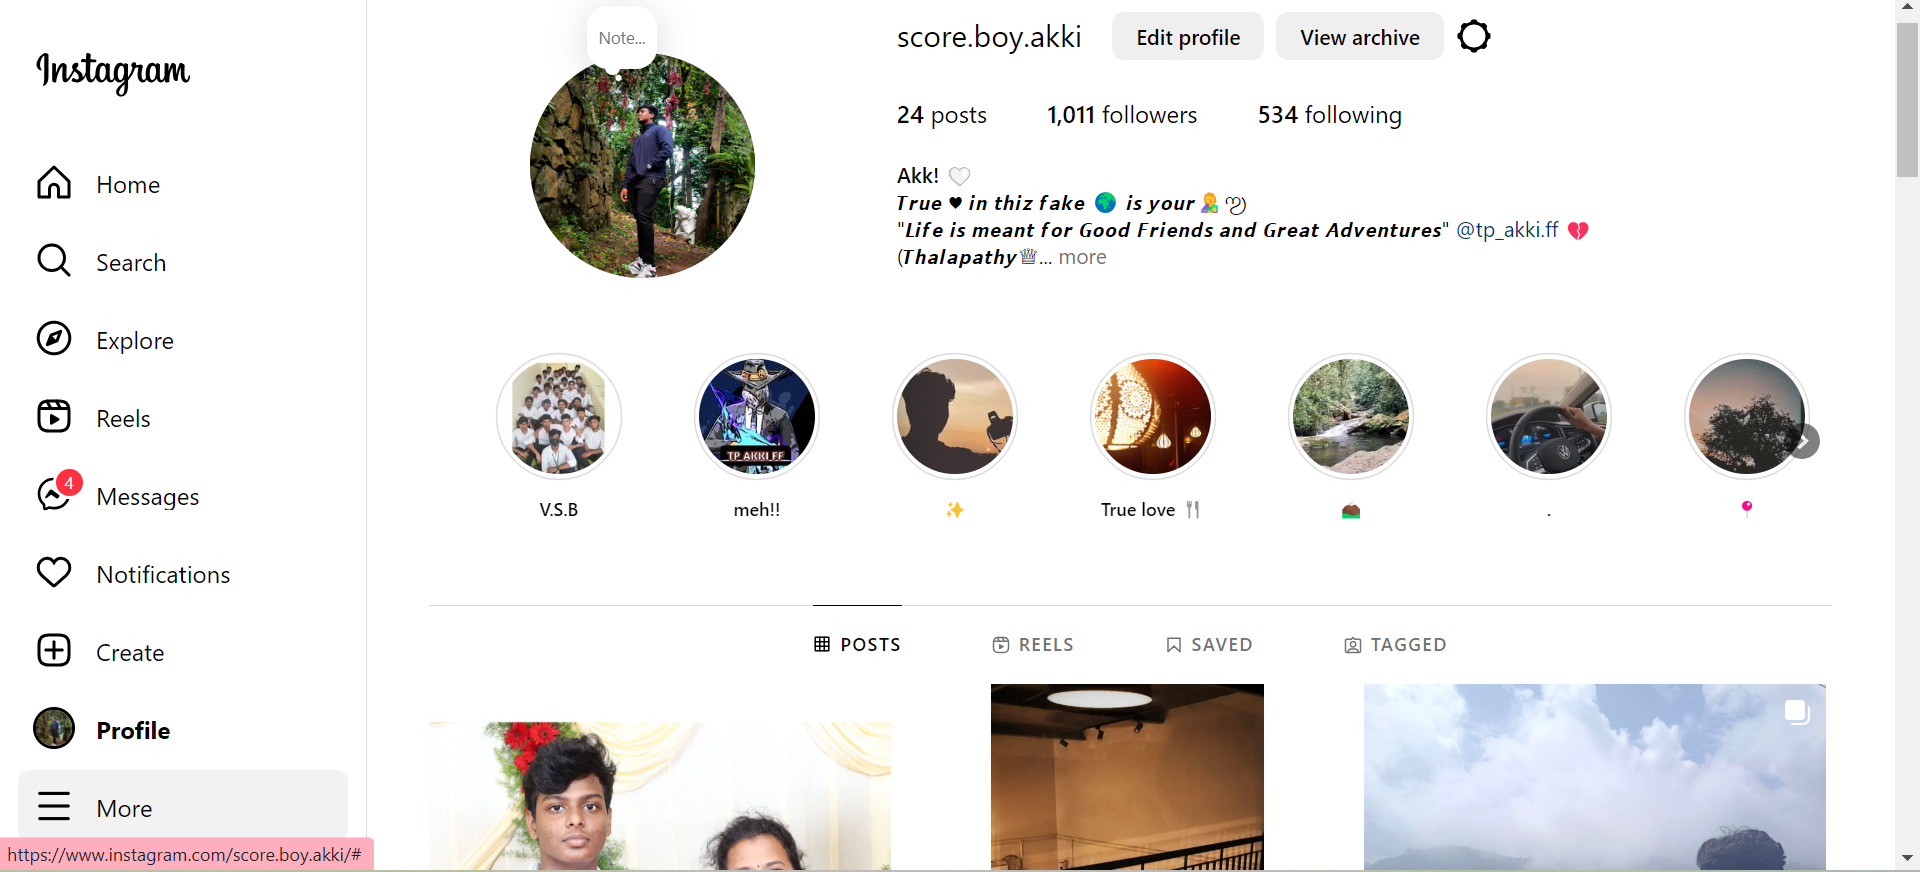 Instagram
Home
Search
Explore
Reels
4
Messages
Notifications
Create
Profile
More
https://www.instagram.com/score.boy.akki/#
Note...
score.boy.akki
Edit profile
View archive
24 posts
1,011 followers
534 following
Akk! 🤍
True ♥ in thiz fake 🌍 is your 🤱 ஜ
"Life is meant for Good Friends and Great Adventures" @tp_akki.ff 💔
(Thalapathy♕... more
TP AKKI FF
V.S.B
meh!!
✨
True love 🍴
⛰
.
📍
POSTS
REELS
SAVED
TAGGED